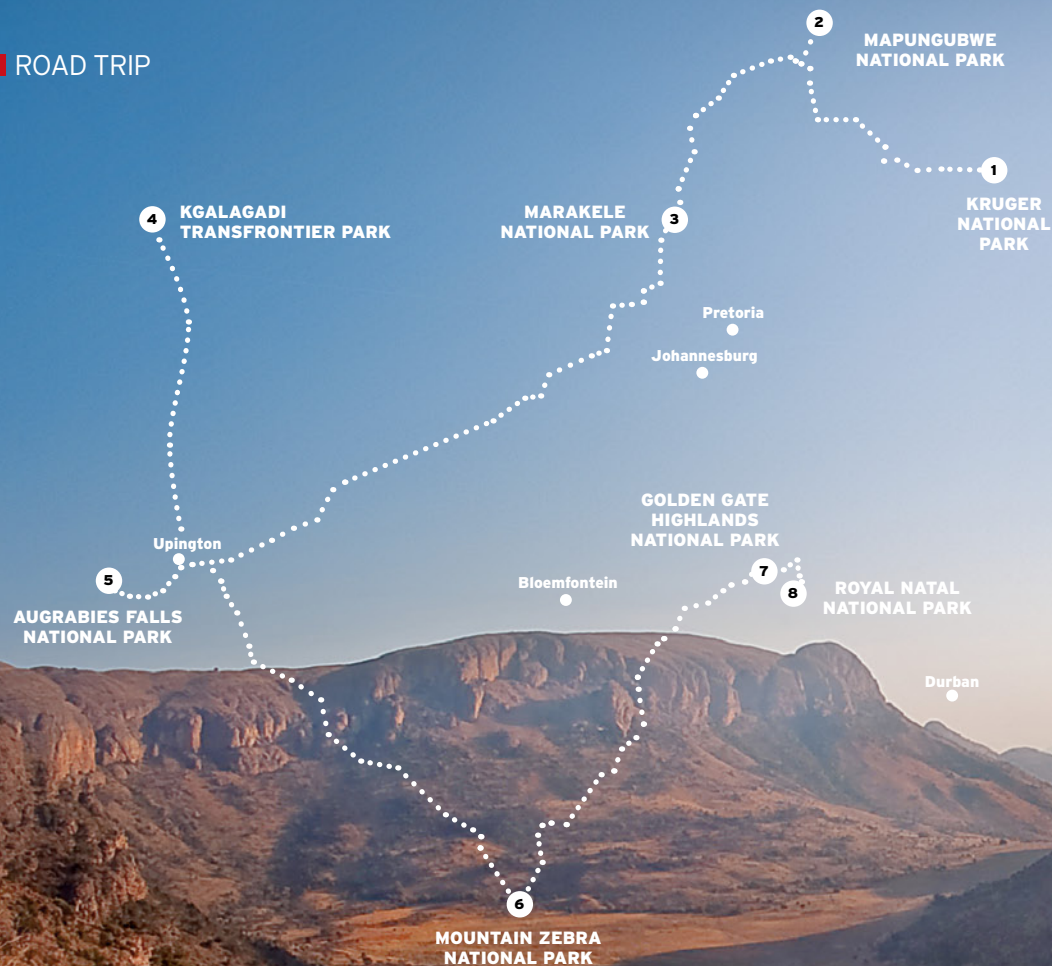 ROAD TRIP
2
MAPUNGUBWE
NATIONAL PARK
1
KRUGER
NATIONAL
PARK
4
KGALAGADI
TRANSFRONTIER PARK
MARAKELE
NATIONAL PARK
3
Pretoria
Johannesburg
GOLDEN GATE
HIGHLANDS
NATIONAL PARK
Upington
5
AUGRABIES FALLS
NATIONAL PARK
Bloemfontein
7
8
ROYAL NATAL
NATIONAL PARK
Durban
6
MOUNTAIN ZEBRA
NATIONAL PARK